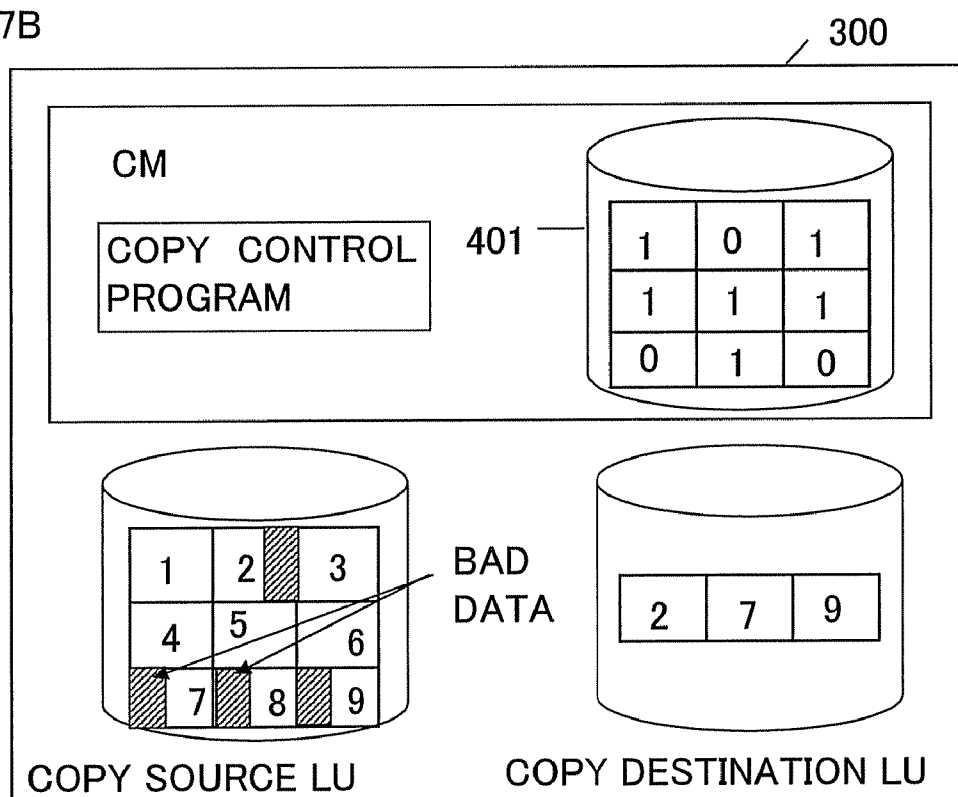 7B
300
CM
COPY CONTROL
PROGRAM
401
1 0 1
1 1 1
0 1 0
1 2 3
4 5 6
7 8 9
BAD
DATA
2 7 9
COPY SOURCE LU
COPY DESTINATION LU